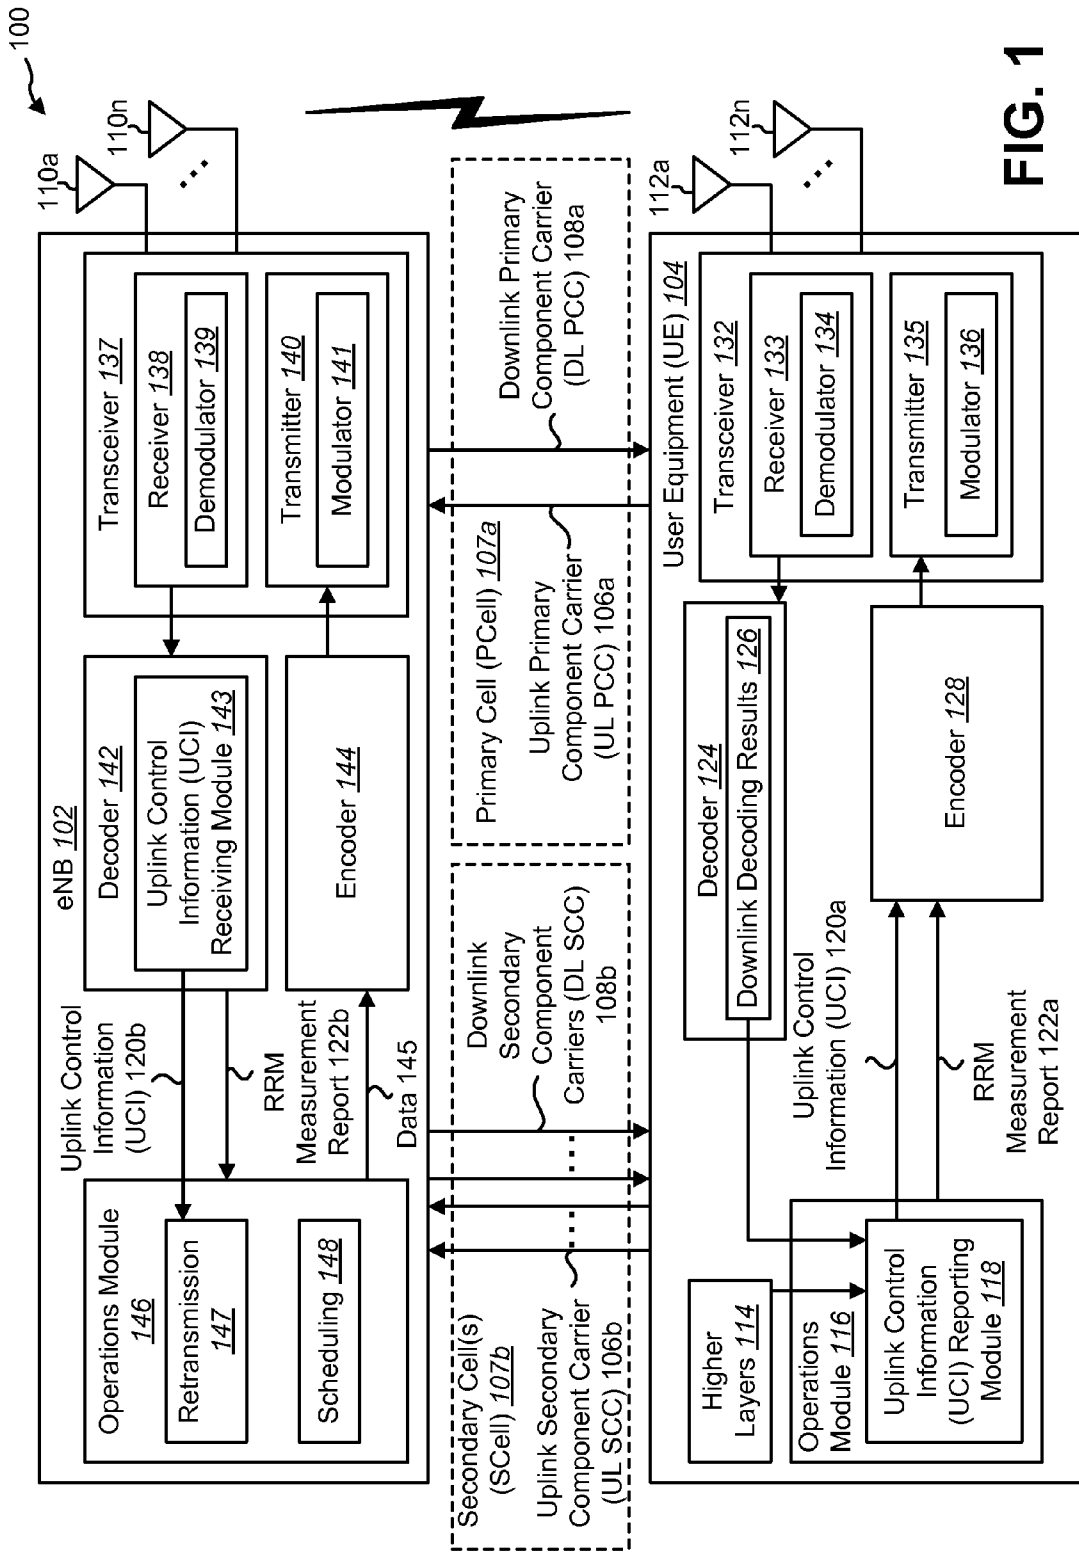 100
110a
110n
eNB 102
Transceiver 137
Receiver 138
Demodulator 139
Transmitter 140
Modulator 141
Decoder 142
Uplink Control
Information (UCI)
Receiving Module 143
Encoder 144
Uplink Control
Information
(UCI) 120b
RRM
Measurement
Report 122b
Data 145
Operations Module
146
Retransmission
147
Scheduling 148
Downlink Primary
Component Carrier
(DL PCC) 108a
Primary Cell (PCell) 107a
Uplink Primary
Component Carrier
(UL PCC) 106a
Downlink
Secondary
Component
Carriers (DL SCC)
108b
Secondary Cell(s)
(SCell) 107b
Uplink Secondary
Component Carrier
(UL SCC) 106b
112a
112n
User Equipment (UE) 104
Transceiver 132
Receiver 133
Demodulator 134
Transmitter 135
Modulator 136
Decoder 124
Downlink Decoding Results 126
Encoder 128
Uplink Control
Information (UCI) 120a
RRM
Measurement
Report 122a
Higher
Layers 114
Operations
Module 116
Uplink Control
Information
(UCI) Reporting
Module 118
FIG. 1